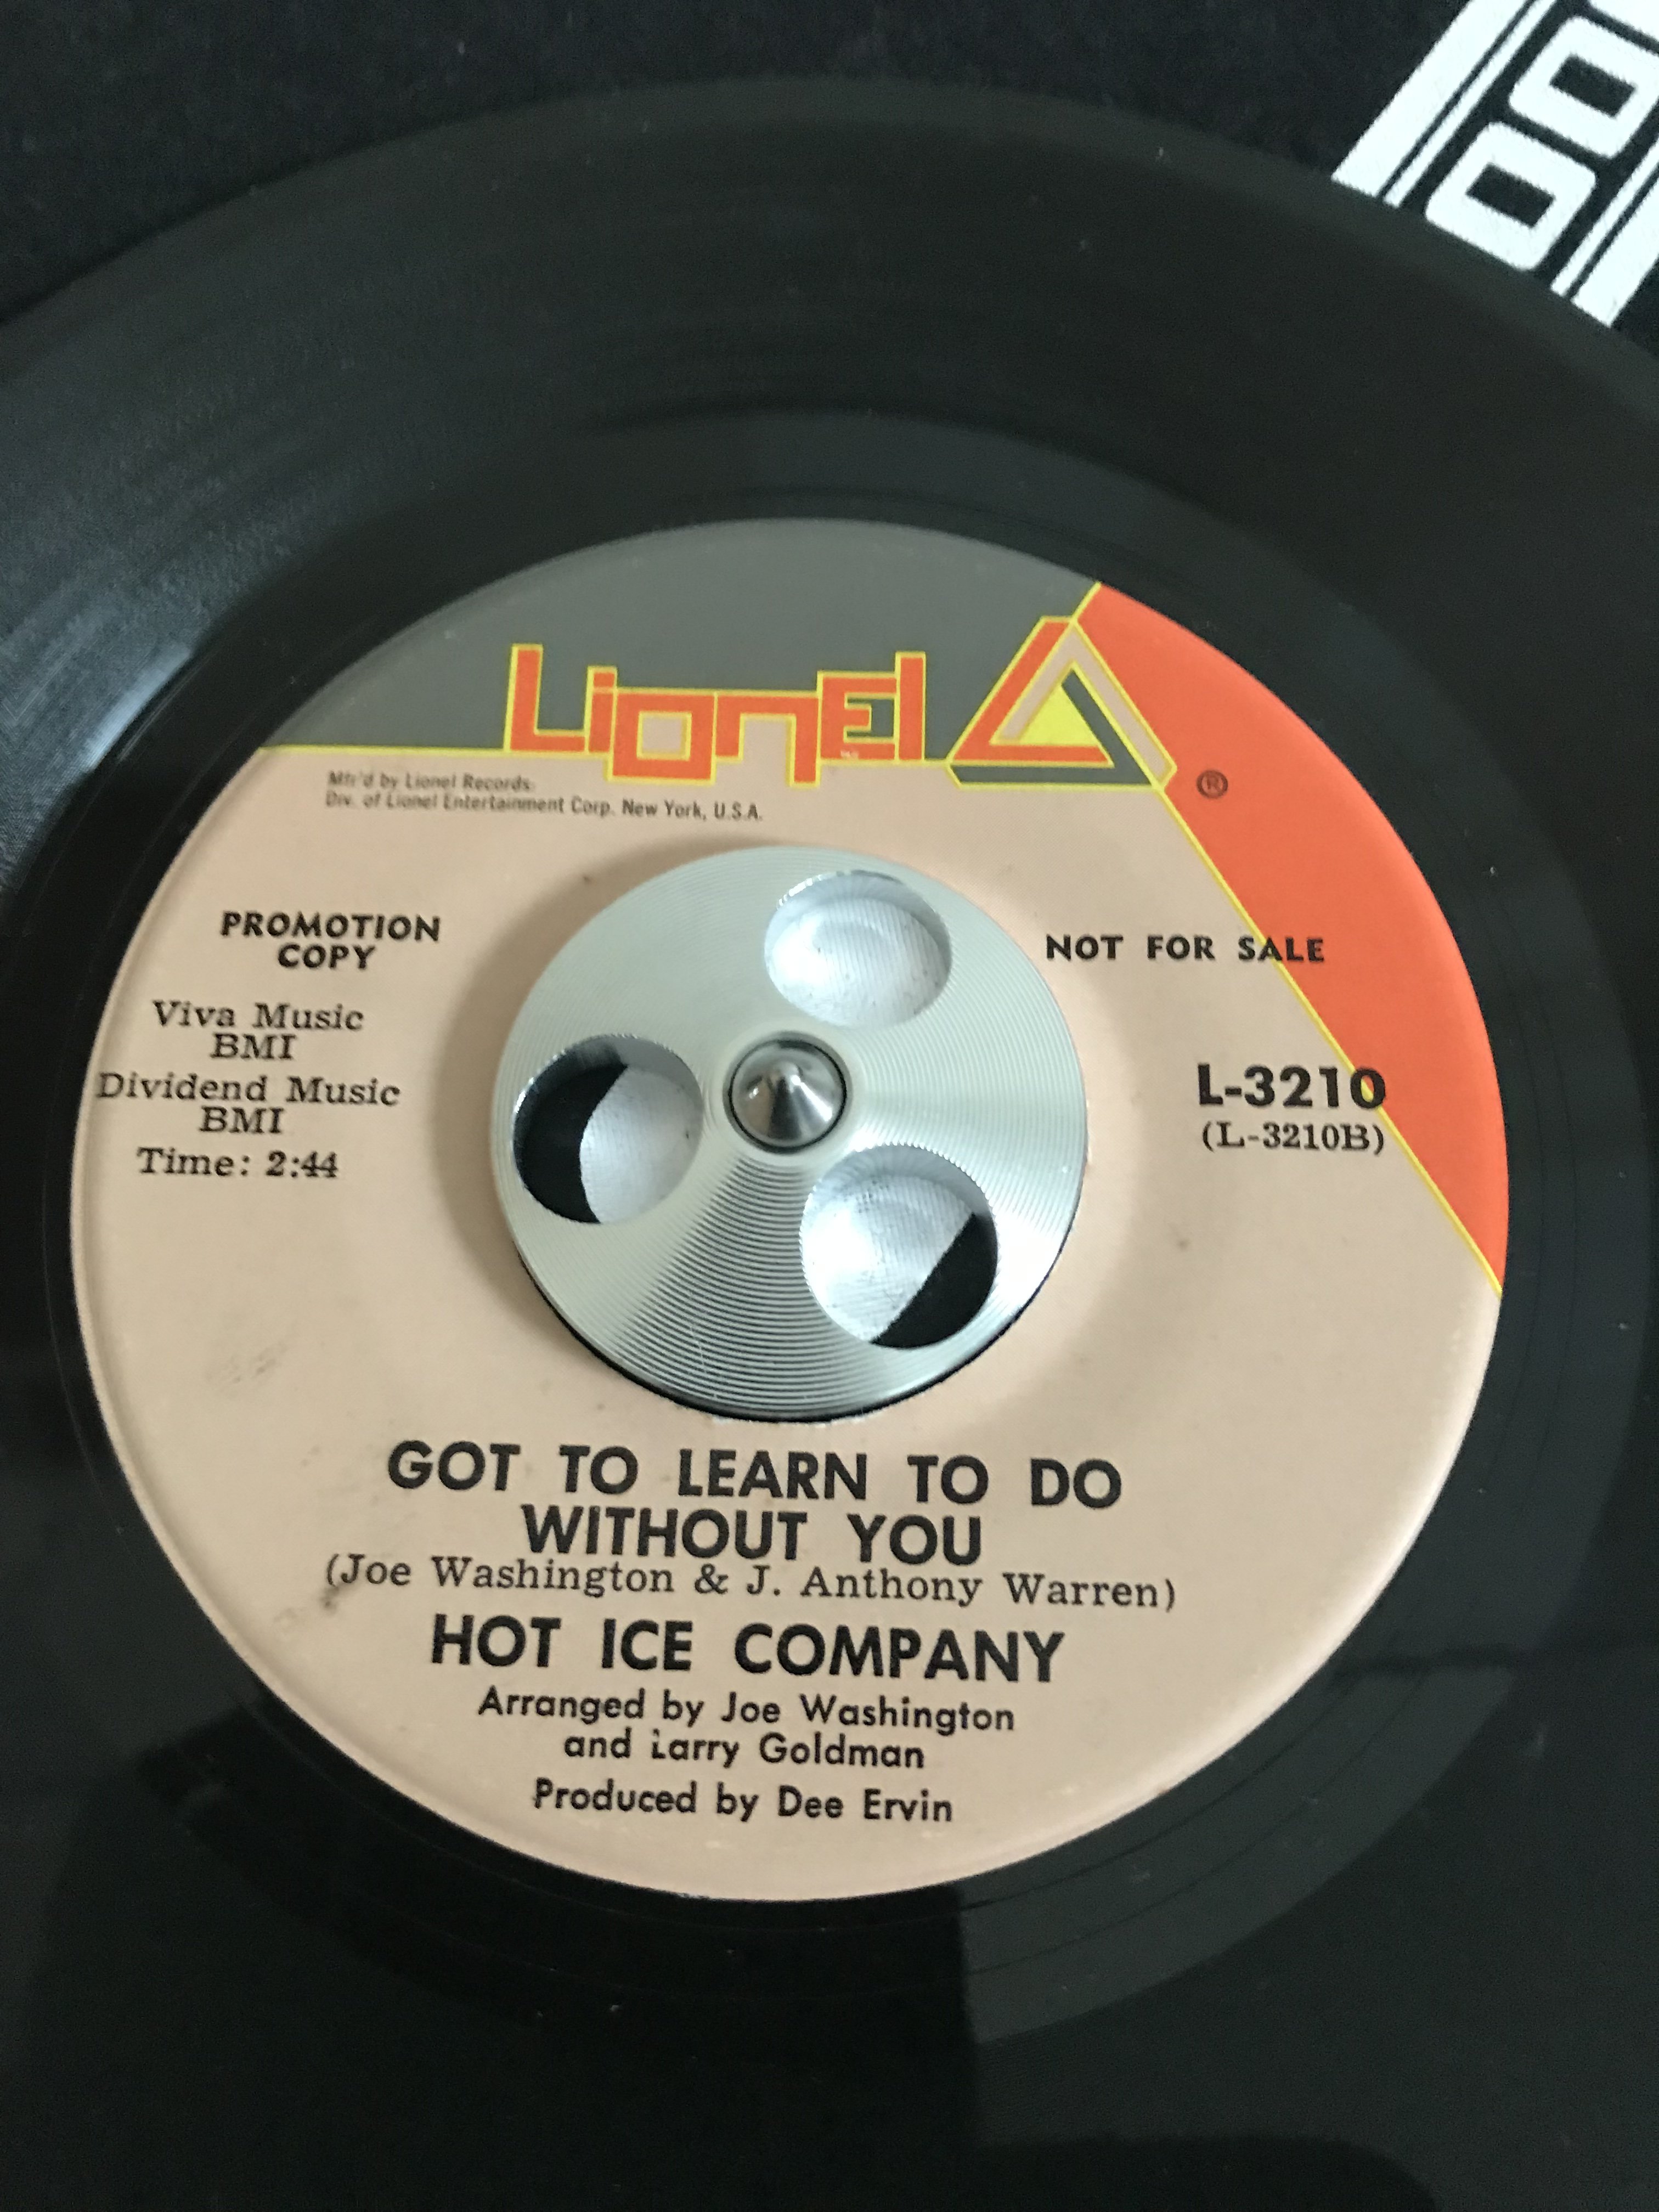 Lionel
®
Mfr'd by Lionel Records.
Div. of Lionel Entertainment Corp. New York, U.S.A.
PROMOTION
COPY
NOT FOR SALE
Viva Music
BMI
Dividend Music
BMI
Time: 2:44
L-3210
(L-3210B)
GOT TO LEARN TO DO
WITHOUT YOU
(Joe Washington & J. Anthony Warren)
HOT ICE COMPANY
Arranged by Joe Washington
and Larry Goldman
Produced by Dee Ervin